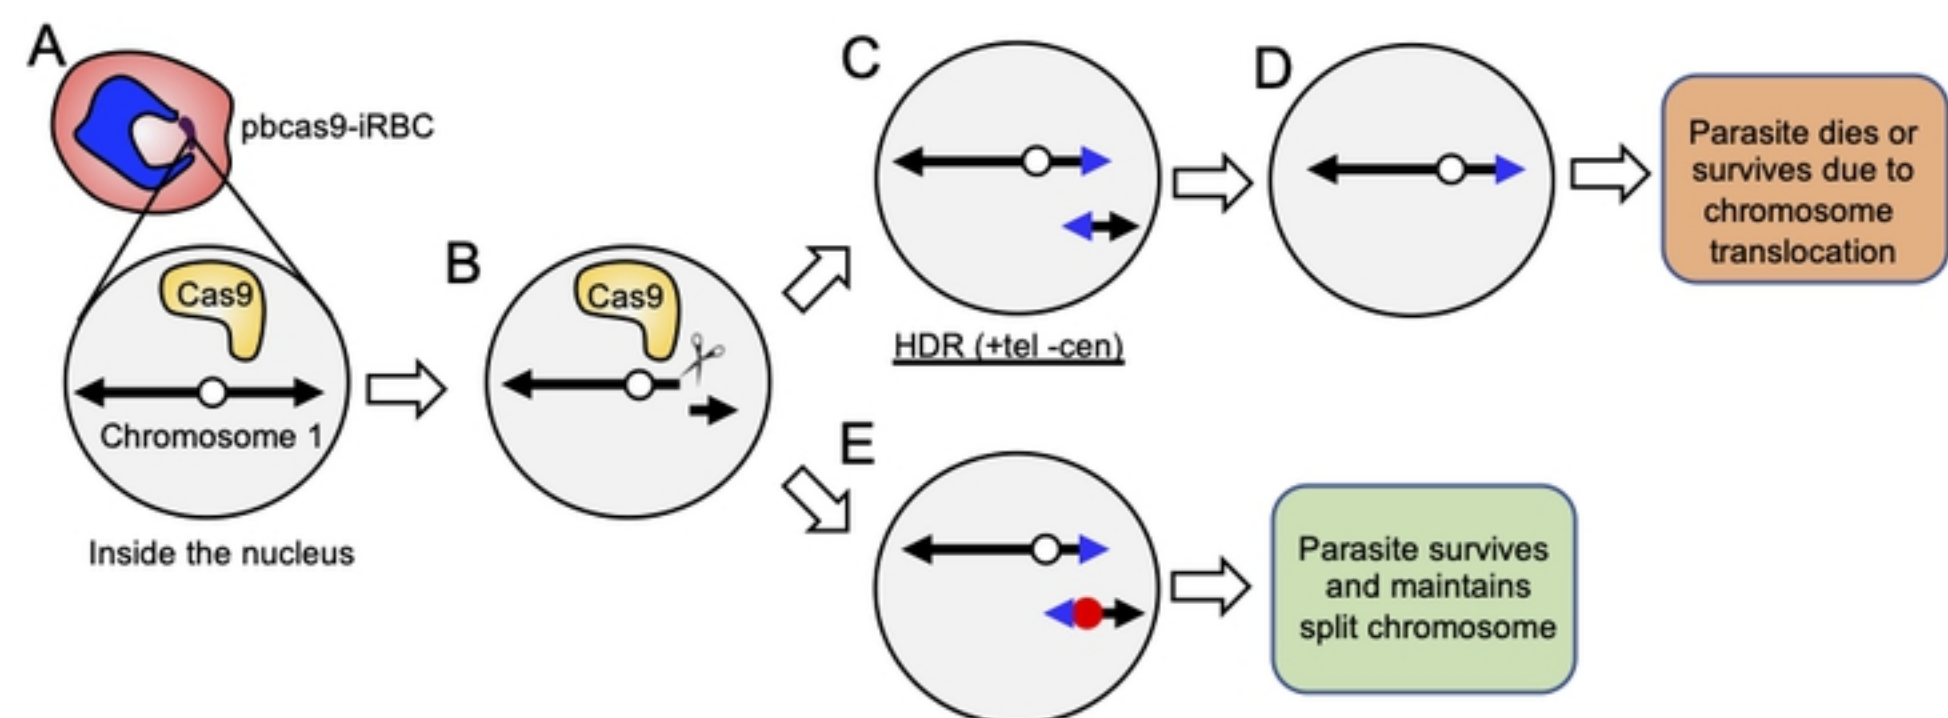 A
pbcas9-iRBC
Cas9
Chromosome 1
Inside the nucleus
B
Cas9
C
HDR (+tel -cen)
D
Parasite dies or
survives due to
chromosome
translocation
E
Parasite survives
and maintains
split chromosome